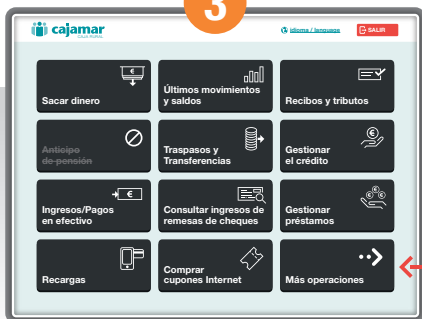 3
cajamar
CAJA RURAL
idioma / language
SALIR
Sacar dinero
Últimos movimientos
y saldos
Recibos y tributos
Anticipo
de pensión
Traspasos y
Transferencias
Gestionar
el crédito
Ingresos/Pagos
en efectivo
Consultar ingresos de
remesas de cheques
Gestionar
préstamos
Recargas
Comprar
cupones Internet
Más operaciones